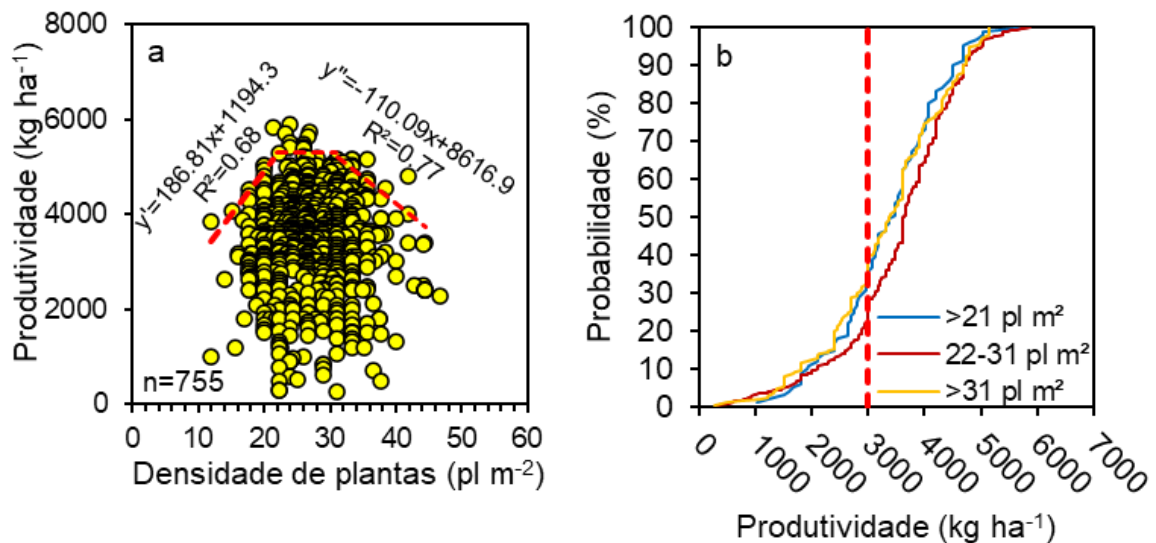 a
Produtividade (kg ha⁻¹)
8000
6000
4000
2000
0
y'=186.81x+1194.3
R²=0.68
y"=-110.09x+8616.9
R²=0.77
n=755
0 10 20 30 40 50 60
Densidade de plantas (pl m⁻²)
b
Probabilidade (%)
100
90
80
70
60
50
40
30
20
10
0
>21 pl m²
22-31 pl m²
>31 pl m²
0 1000 2000 3000 4000 5000 6000 7000
Produtividade (kg ha⁻¹)